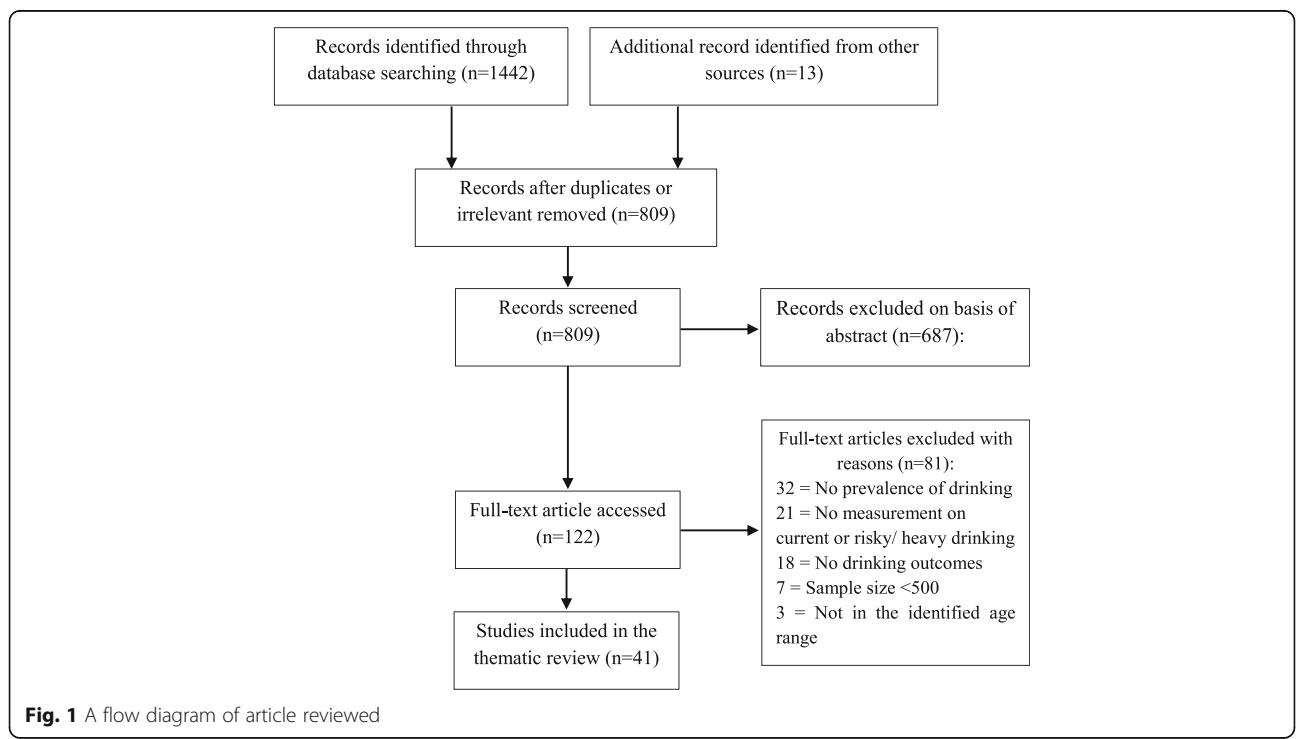 Records identified through
database searching (n=1442)
Additional record identified from other
sources (n=13)
Records after duplicates or
irrelevant removed (n=809)
Records screened
(n=809)
Records excluded on basis of
abstract (n=687):
Full-text articles excluded with
reasons (n=81):
32 = No prevalence of drinking
21 = No measurement on
current or risky/ heavy drinking
18 = No drinking outcomes
7 = Sample size <500
3 = Not in the identified age
range
Full-text article accessed
(n=122)
Studies included in the
thematic review (n=41)
Fig. 1 A flow diagram of article reviewed